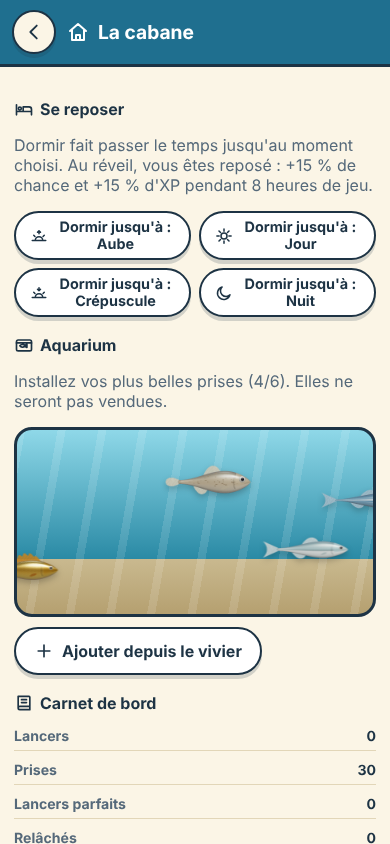 La cabane
Se reposer
Dormir fait passer le temps jusqu'au moment
choisi. Au réveil, vous êtes reposé : +15 % de
chance et +15 % d'XP pendant 8 heures de jeu.
Dormir jusqu'à :
Aube
Dormir jusqu'à :
Jour
Dormir jusqu'à :
Crépuscule
Dormir jusqu'à :
Nuit
Aquarium
Installez vos plus belles prises (4/6). Elles ne
seront pas vendues.
Ajouter depuis le vivier
Carnet de bord
Lancers 0
Prises 30
Lancers parfaits 0
Relâchés 0